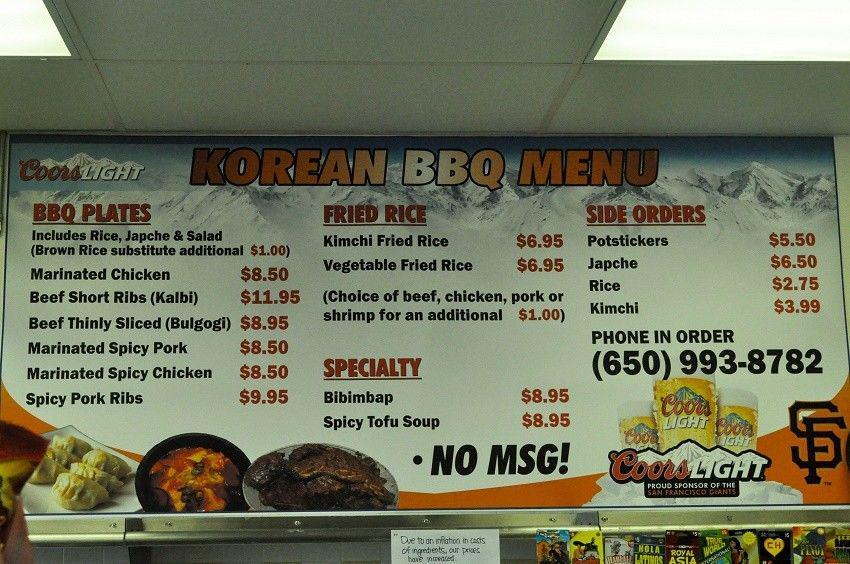 Coors LIGHT
KOREAN BBQ MENU
BBQ PLATES
Includes Rice, Japche & Salad
(Brown Rice substitute additional $1.00)
Marinated Chicken $8.50
Beef Short Ribs (Kalbi) $11.95
Beef Thinly Sliced (Bulgogi) $8.95
Marinated Spicy Pork $8.50
Marinated Spicy Chicken $8.50
Spicy Pork Ribs $9.95
FRIED RICE
Kimchi Fried Rice $6.95
Vegetable Fried Rice $6.95
(Choice of beef, chicken, pork or
shrimp for an additional $1.00)
SPECIALTY
Bibimbap $8.95
Spicy Tofu Soup $8.95
• NO MSG!
SIDE ORDERS
Potstickers $5.50
Japche $6.50
Rice $2.75
Kimchi $3.99
PHONE IN ORDER
(650) 993-8782
Coors
LIGHT
Coors
LIGHT
Coors LIGHT
PROUD SPONSOR OF THE
SAN FRANCISCO GIANTS
SF
Due to an inflation in costs
of ingredients, our prices
have increased
HOLA
LATINOS
ROYAL
ASIA
CH